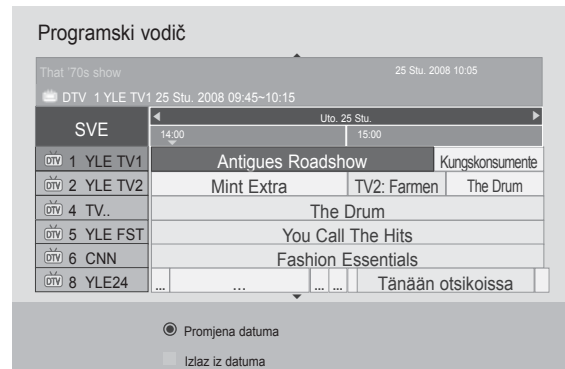 Programski vodič
That '70s show 25 Stu. 2008 10:05
DTV 1 YLE TV1 25 Stu. 2008 09:45~10:15
SVE
Uto. 25 Stu.
14:00 15:00
DTV 1 YLE TV1 Antigues Roadshow Kungskonsumente
DTV 2 YLE TV2 Mint Extra TV2: Farmen The Drum
DTV 4 TV.. The Drum
DTV 5 YLE FST You Call The Hits
DTV 6 CNN Fashion Essentials
DTV 8 YLE24 ... ... ... ... Tänään otsikoissa
Promjena datuma
Izlaz iz datuma